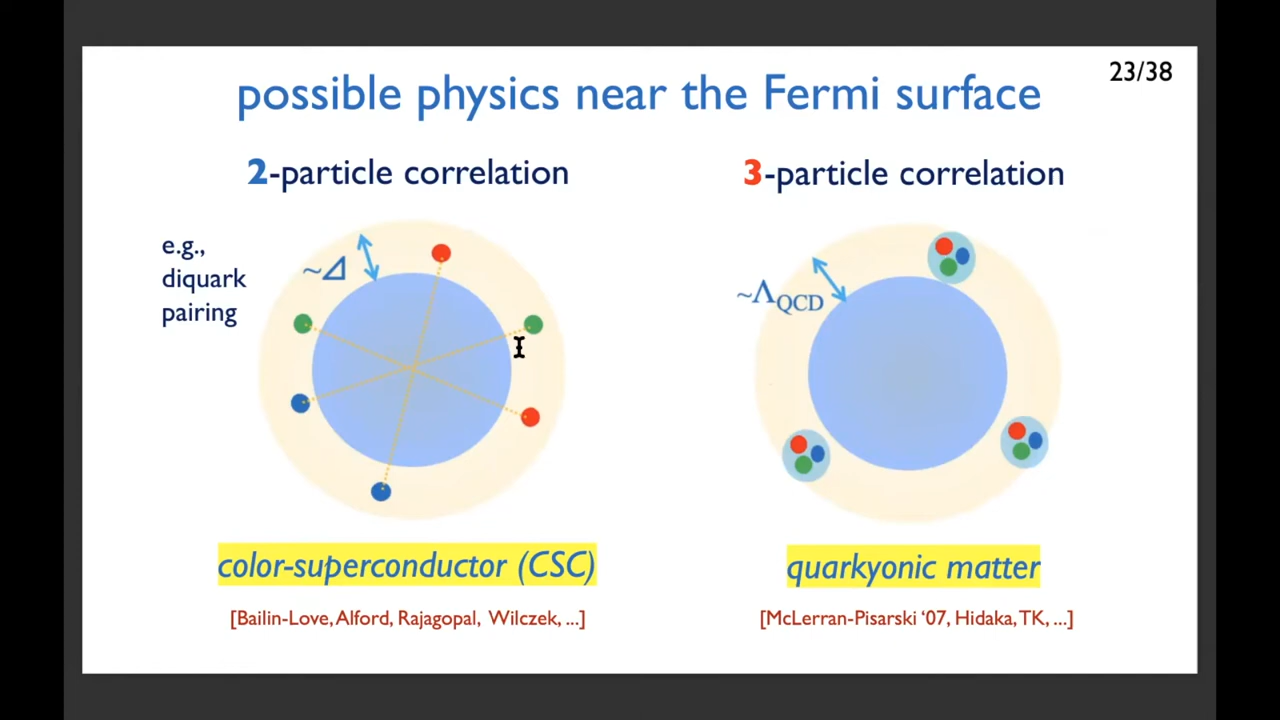 23/38
possible physics near the Fermi surface
2-particle correlation
e.g.,
diquark
pairing
~Δ
color-superconductor (CSC)
[Bailin-Love, Alford, Rajagopal, Wilczek, ...]
3-particle correlation
~ΛQCD
quarkyonic matter
[McLerran-Pisarski ‘07, Hidaka, TK, ...]